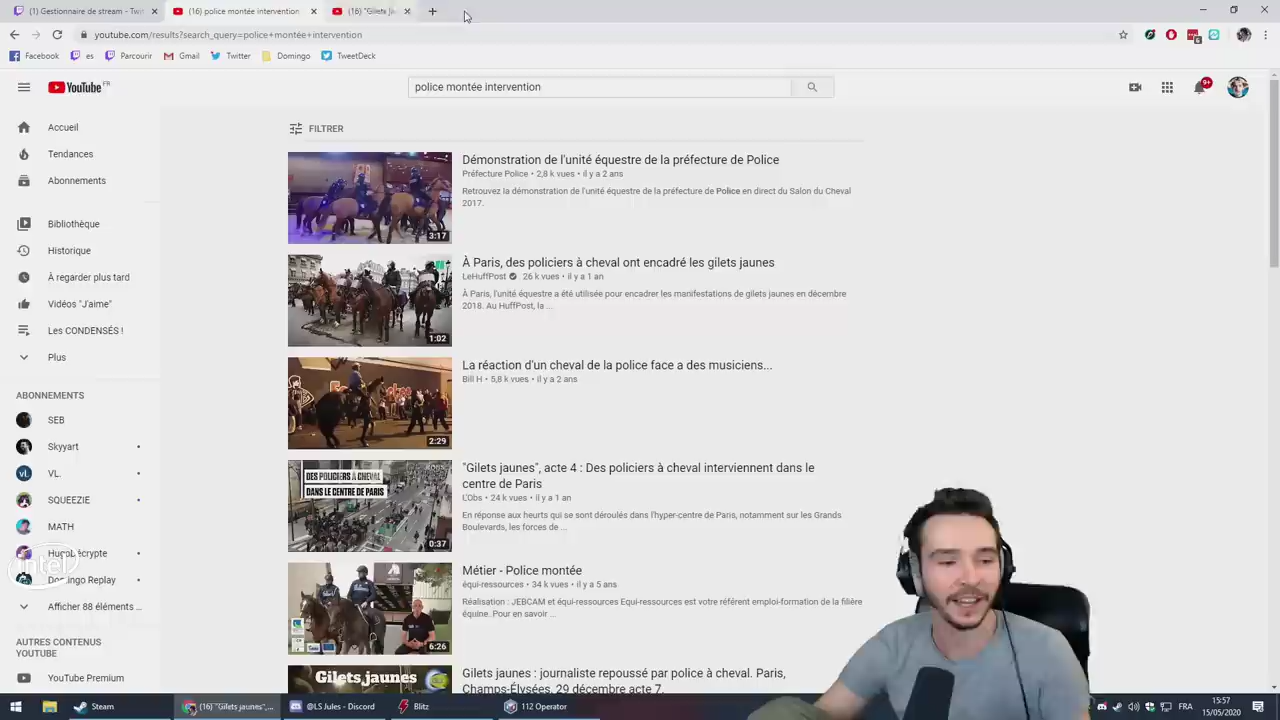 (1) Gestionnaire de stream - Twit
(16) police montée intervention
(16) "Gilets
youtube.com/results?search_query=police+montée+intervention
Facebook
es
Parcourir
Gmail
Twitter
Domingo
TweetDeck
YouTube FR
police montée intervention
9+
Accueil
Tendances
Abonnements
Bibliothèque
Historique
À regarder plus tard
Vidéos "J'aime"
Les CONDENSÉS !
Plus
ABONNEMENTS
SEB
Skyyart
VL.
SQUEEZIE
MATH
HugoDécrypte
Domingo Replay
Afficher 88 éléments ...
AUTRES CONTENUS
YOUTUBE
YouTube Premium
intel
FILTRER
Démonstration de l'unité équestre de la préfecture de Police
Préfecture Police • 2,8 k vues • il y a 2 ans
Retrouvez la démonstration de l'unité équestre de la préfecture de Police en direct du Salon du Cheval
2017.
3:17
À Paris, des policiers à cheval ont encadré les gilets jaunes
LeHuffPost 26 k vues • il y a 1 an
À Paris, l'unité équestre a été utilisée pour encadrer les manifestations de gilets jaunes en décembre
2018. Au HuffPost, la ...
1:02
La réaction d'un cheval de la police face a des musiciens...
Bill H • 5,8 k vues • il y a 2 ans
2:29
"Gilets jaunes", acte 4 : Des policiers à cheval interviennent dans le
centre de Paris
L'Obs • 24 k vues • il y a 1 an
En réponse aux heurts qui se sont déroulés dans l'hyper-centre de Paris, notamment sur les Grands
Boulevards, les forces de ...
DES POLICIERS À CHEVAL
DANS LE CENTRE DE PARIS
0:37
Métier - Police montée
équi-ressources • 34 k vues • il y a 5 ans
Réalisation : JEBCAM et équi-ressources Equi-ressources est votre référent emploi-formation de la filière
équine. Pour en savoir ...
6:26
Gilets jaunes : journaliste repoussé par police à cheval. Paris,
Champs-Élysées. 29 décembre acte 7.
Gilets jaunes
Steam
(16) "Gilets jaunes",...
@LS Jules - Discord
Blitz
112 Operator
FR
15:57
15/05/2020